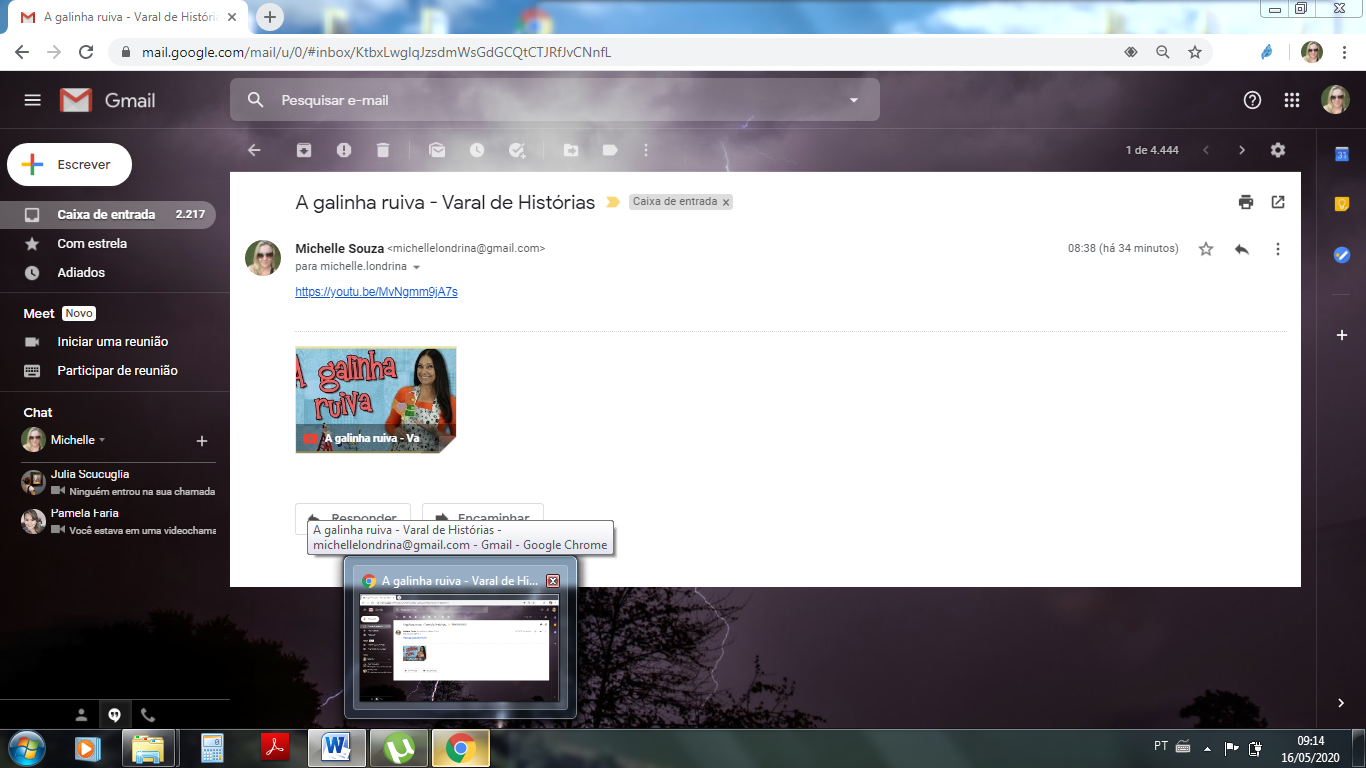 A galinha ruiva - Varal de História
mail.google.com/mail/u/0/#inbox/KtbxLwglqJzsdmWsGdGCQtCTJRfJvCNnfL
Gmail
Pesquisar e-mail
Escrever
1 de 4.444
Caixa de entrada 2.217
Com estrela
Adiados
Meet Novo
Iniciar uma reunião
Participar de reunião
Chat
Michelle
Julia Scucuglia
Ninguém entrou na sua chamada
Pamela Faria
Você estava em uma videochama
A galinha ruiva - Varal de Histórias Caixa de entrada x
Michelle Souza <michellelondrina@gmail.com> 08:38 (há 34 minutos)
para michelle.londrina
https://youtu.be/MvNgmm9jA7s
A galinha
ruiva
A galinha ruiva - Va
Responder Encaminhar
A galinha ruiva - Varal de Histórias -
michellelondrina@gmail.com - Gmail - Google Chrome
A galinha ruiva - Varal de Hi...
PT
09:14
16/05/2020